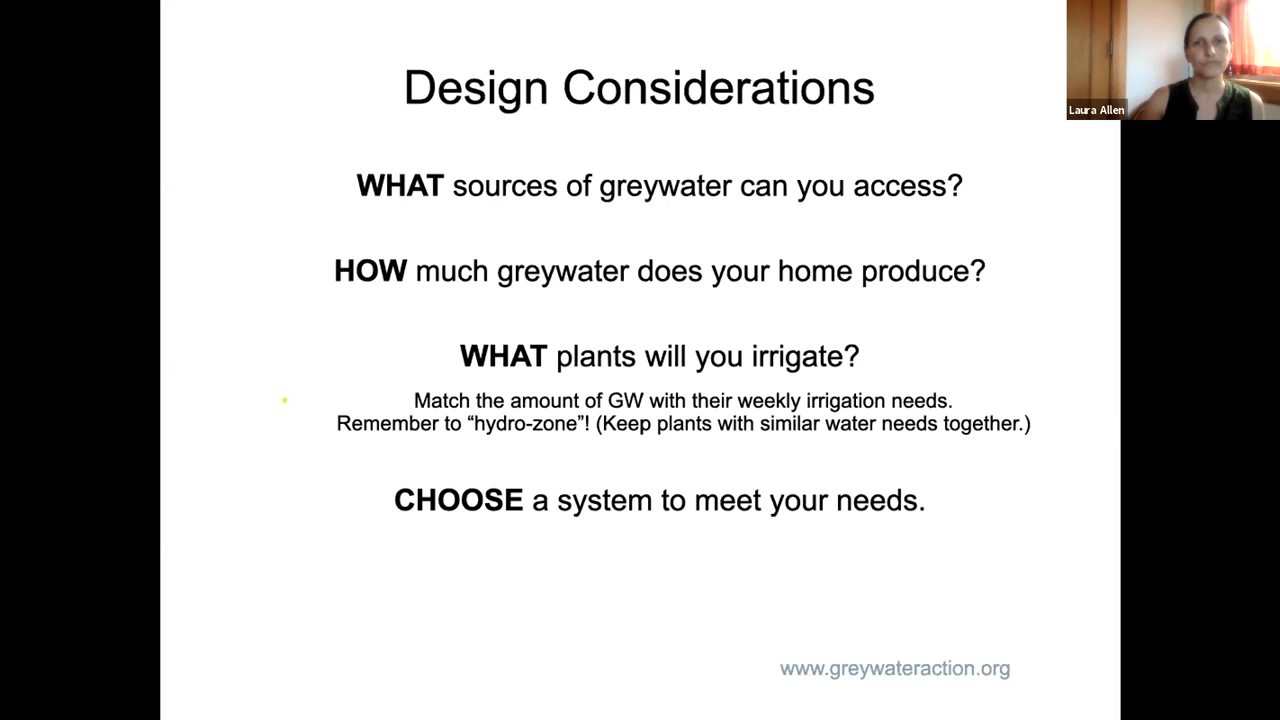 Design Considerations
Laura Allen
WHAT sources of greywater can you access?
HOW much greywater does your home produce?
WHAT plants will you irrigate?
Match the amount of GW with their weekly irrigation needs.
Remember to “hydro-zone”! (Keep plants with similar water needs together.)
CHOOSE a system to meet your needs.
www.greywateraction.org